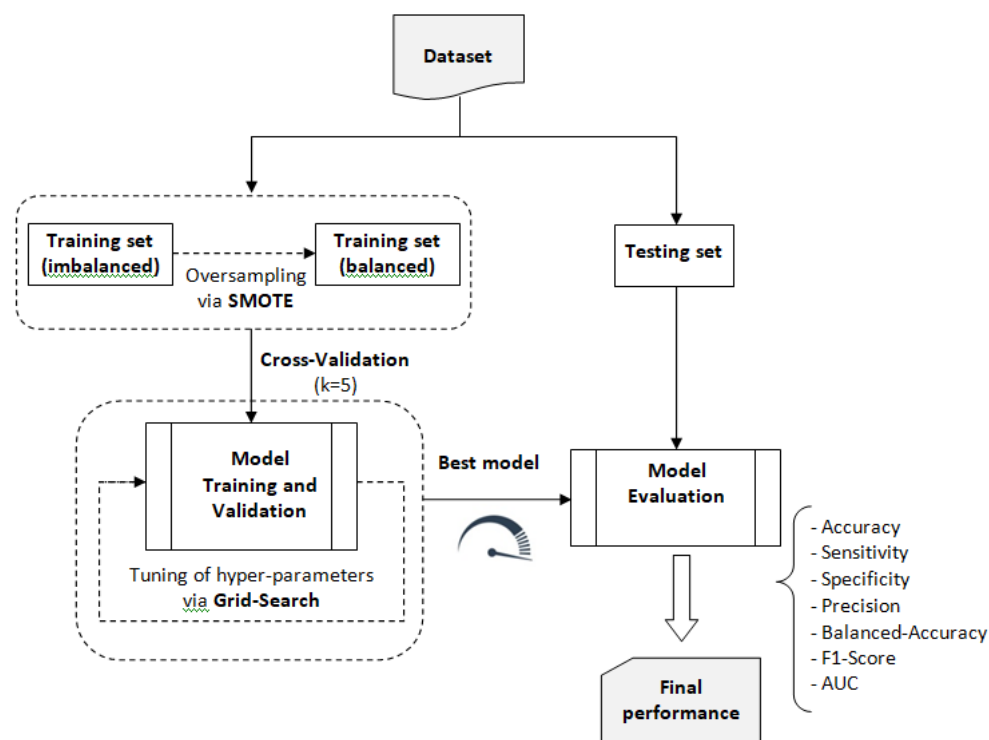 Dataset
Training set
(imbalanced)
Oversampling
via SMOTE
Training set
(balanced)
Testing set
Cross-Validation
(k=5)
Model
Training and
Validation
Tuning of hyper-parameters
via Grid-Search
Best model
Model
Evaluation
- Accuracy
- Sensitivity
- Specificity
- Precision
- Balanced-Accuracy
- F1-Score
- AUC
Final
performance